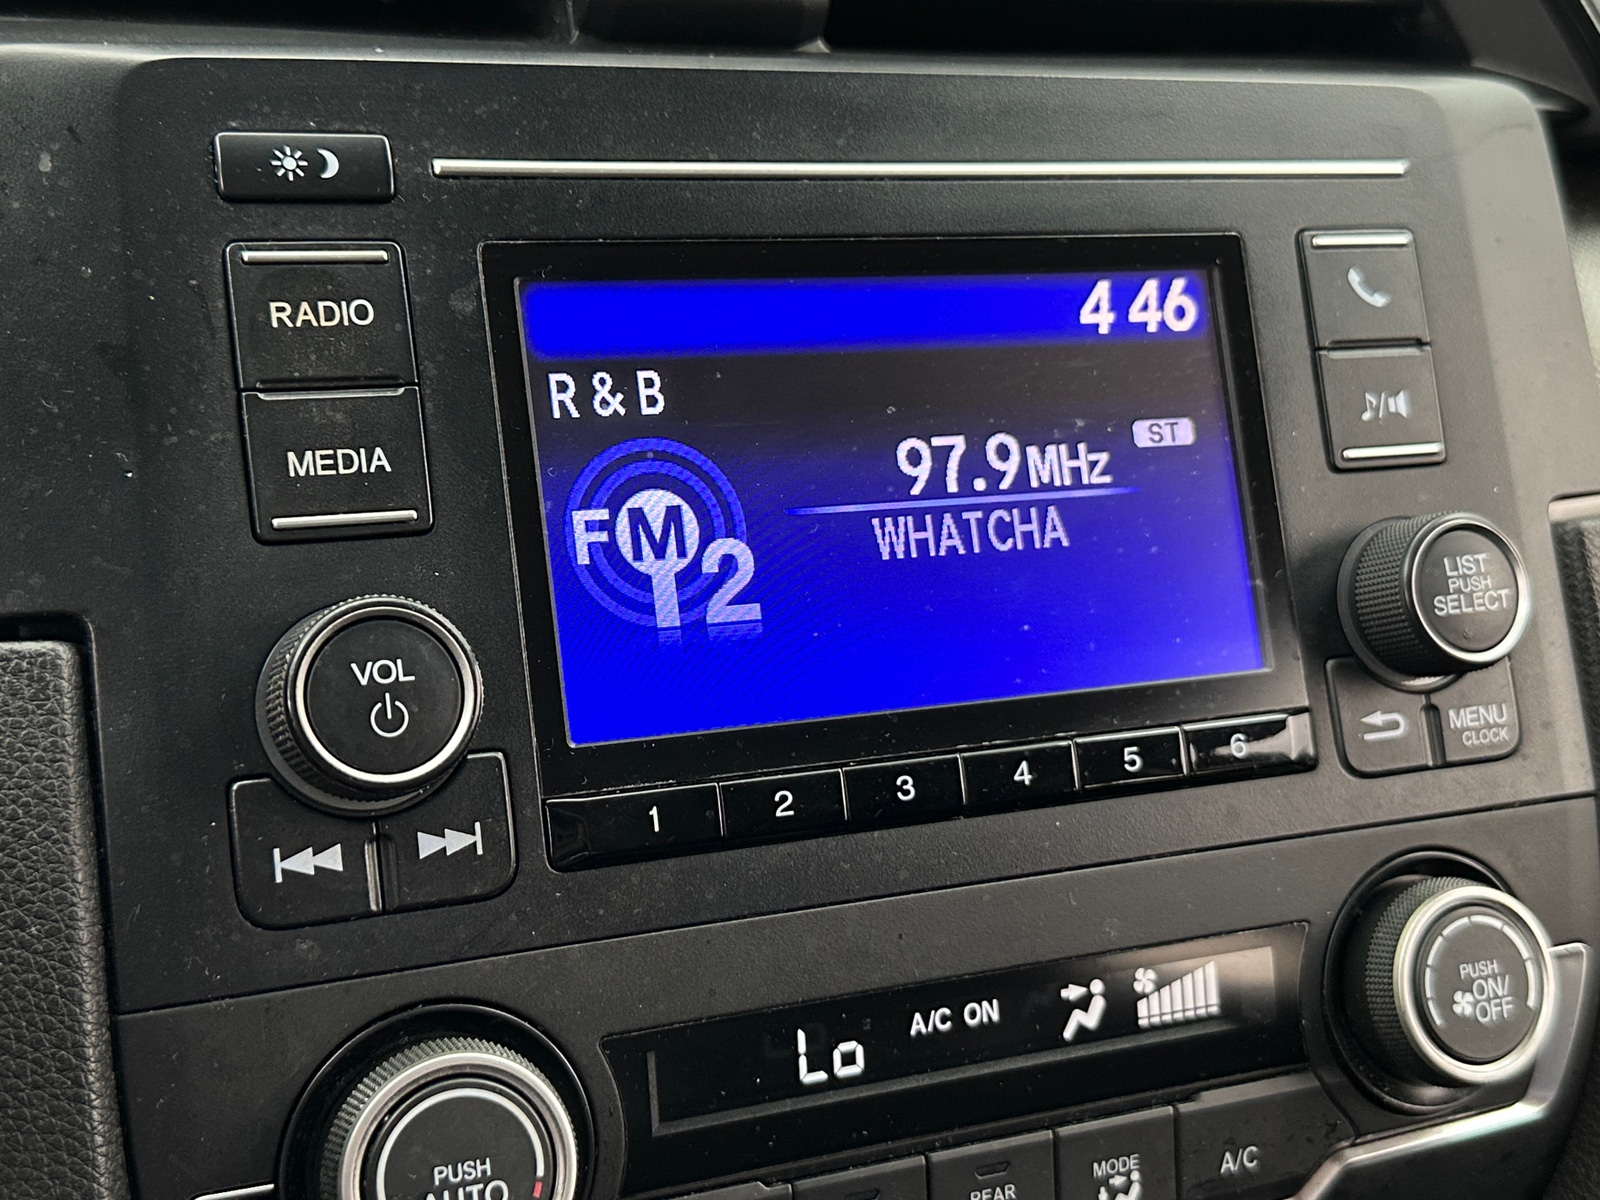 RADIO
MEDIA
VOL
4 46
R & B
97.9MHz
ST
FM 2
WHATCHA
1 2 3 4 5 6
LIST
PUSH
SELECT
MENU
CLOCK
Lo
A/C ON
PUSH
ON/
OFF
PUSH
AUTO
REAR
MODE
A/C